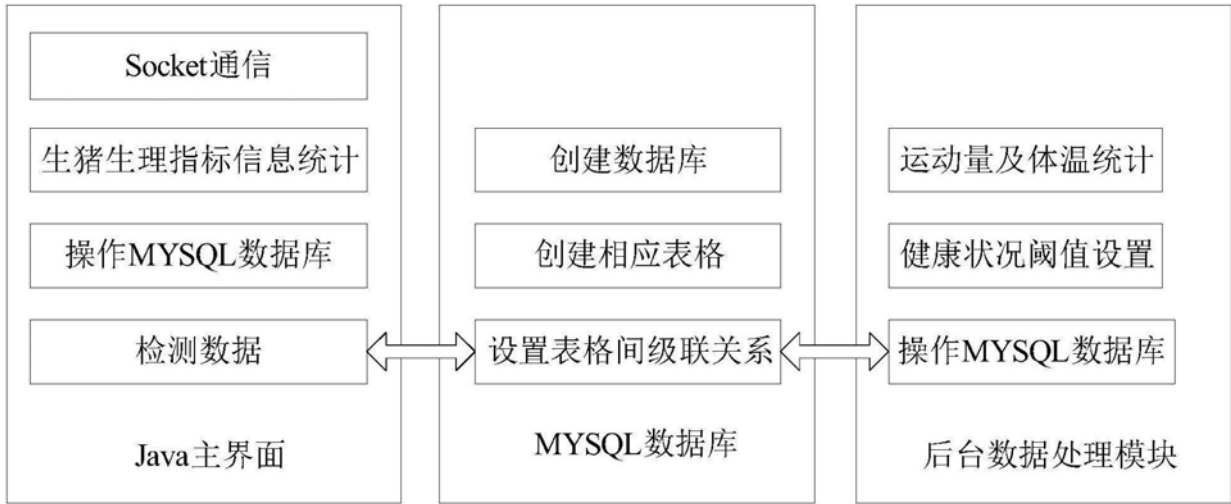 Socket通信
生猪生理指标信息统计
操作MYSQL数据库
检测数据
Java主界面
创建数据库
创建相应表格
设置表格间级联关系
MYSQL数据库
运动量及体温统计
健康状况阈值设置
操作MYSQL数据库
后台数据处理模块